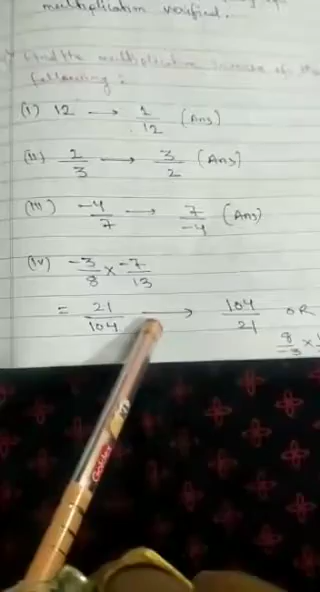 multiplication verified.
Find the multiplicative inverse of the
following:
(i) 12 → 1/12 (Ans)
(ii) 2/3 → 3/2 (Ans)
(iii) -4/7 → 7/-4 (Ans)
(iv) -3/8 × -7/13
= 21/104 → 104/21 OR
8/-3 ×